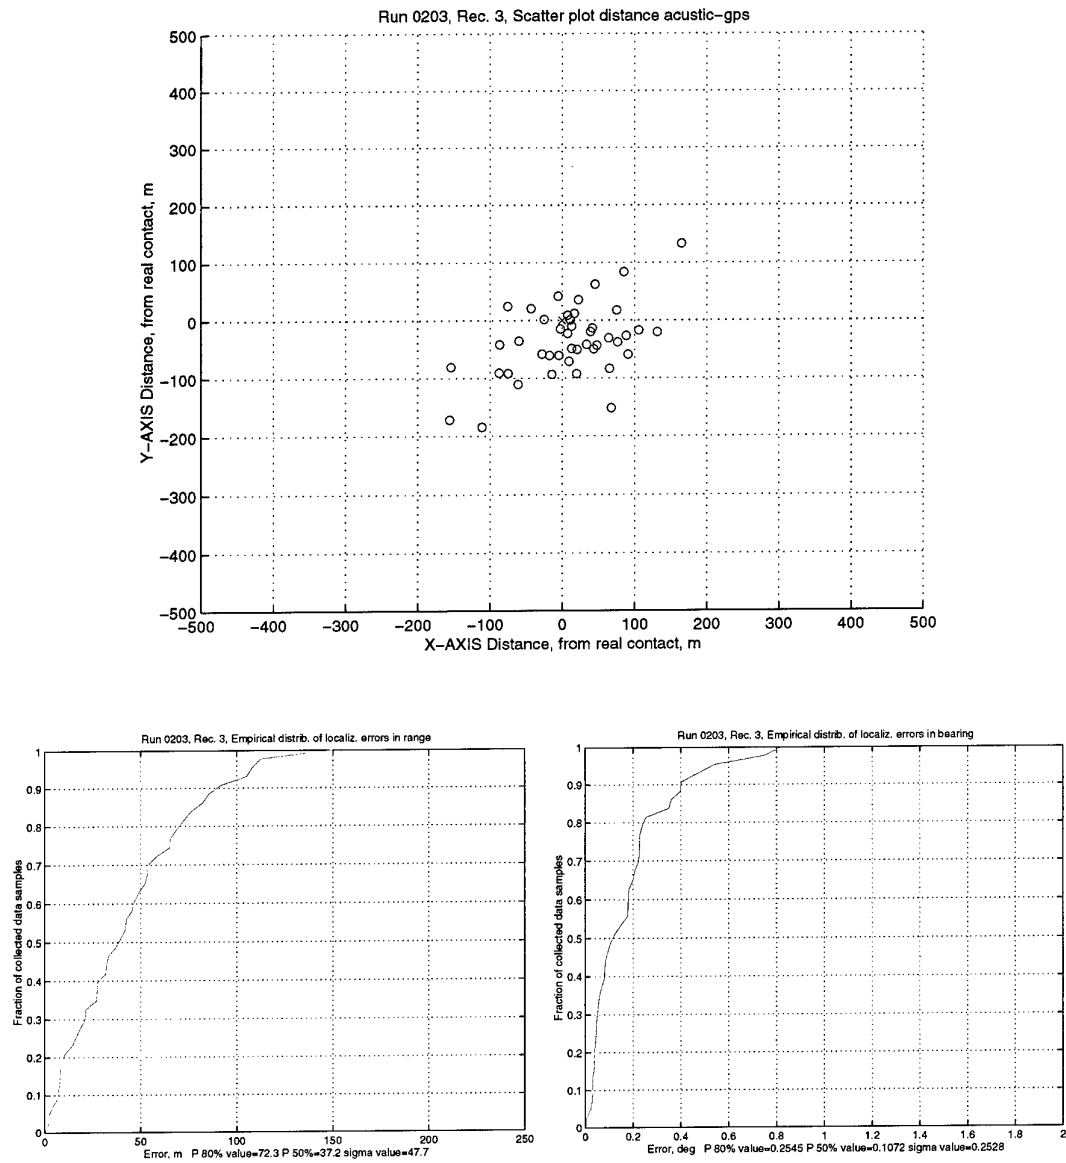 Run 0203, Rec. 3, Scatter plot distance acustic-gps
500
400
300
200
100
0
-100
-200
-300
-400
-500
Y-AXIS Distance, from real contact, m
-500 -400 -300 -200 -100 0 100 200 300 400 500
X-AXIS Distance, from real contact, m
Run 0203, Rec. 3, Empirical distrib. of localiz. errors in range
1
0.9
0.8
0.7
0.6
0.5
0.4
0.3
0.2
0.1
0
Fraction of collected data samples
0 50 100 150 200 250
Error, m P 80% value=72.3 P 50%=37.2 sigma value=47.7
Run 0203, Rec. 3, Empirical distrib. of localiz. errors in bearing
1
0.9
0.8
0.7
0.6
0.5
0.4
0.3
0.2
0.1
0
Fraction of collected data samples
0 0.2 0.4 0.6 0.8 1 1.2 1.4 1.6 1.8 2
Error, deg P 80% value=0.2545 P 50% value=0.1072 sigma value=0.2528